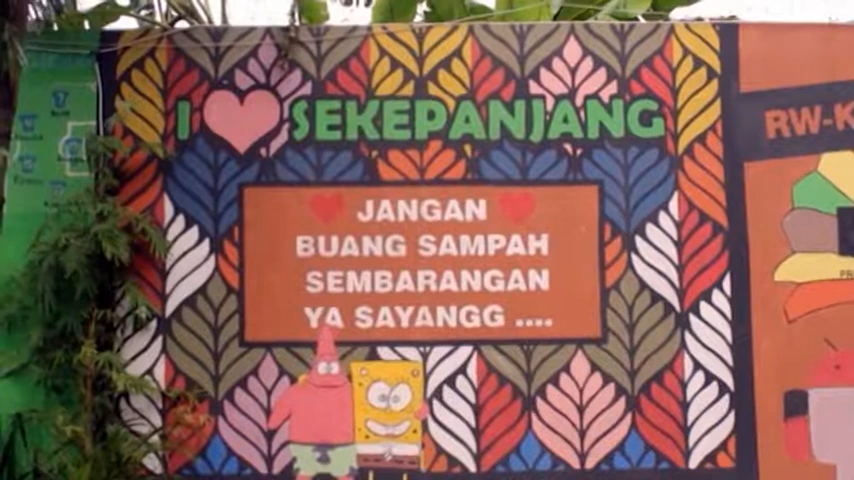 I ❤ SEKEPANJANG
JANGAN
BUANG SAMPAH
SEMBARANGAN
YA SAYANGG ....
RW-K